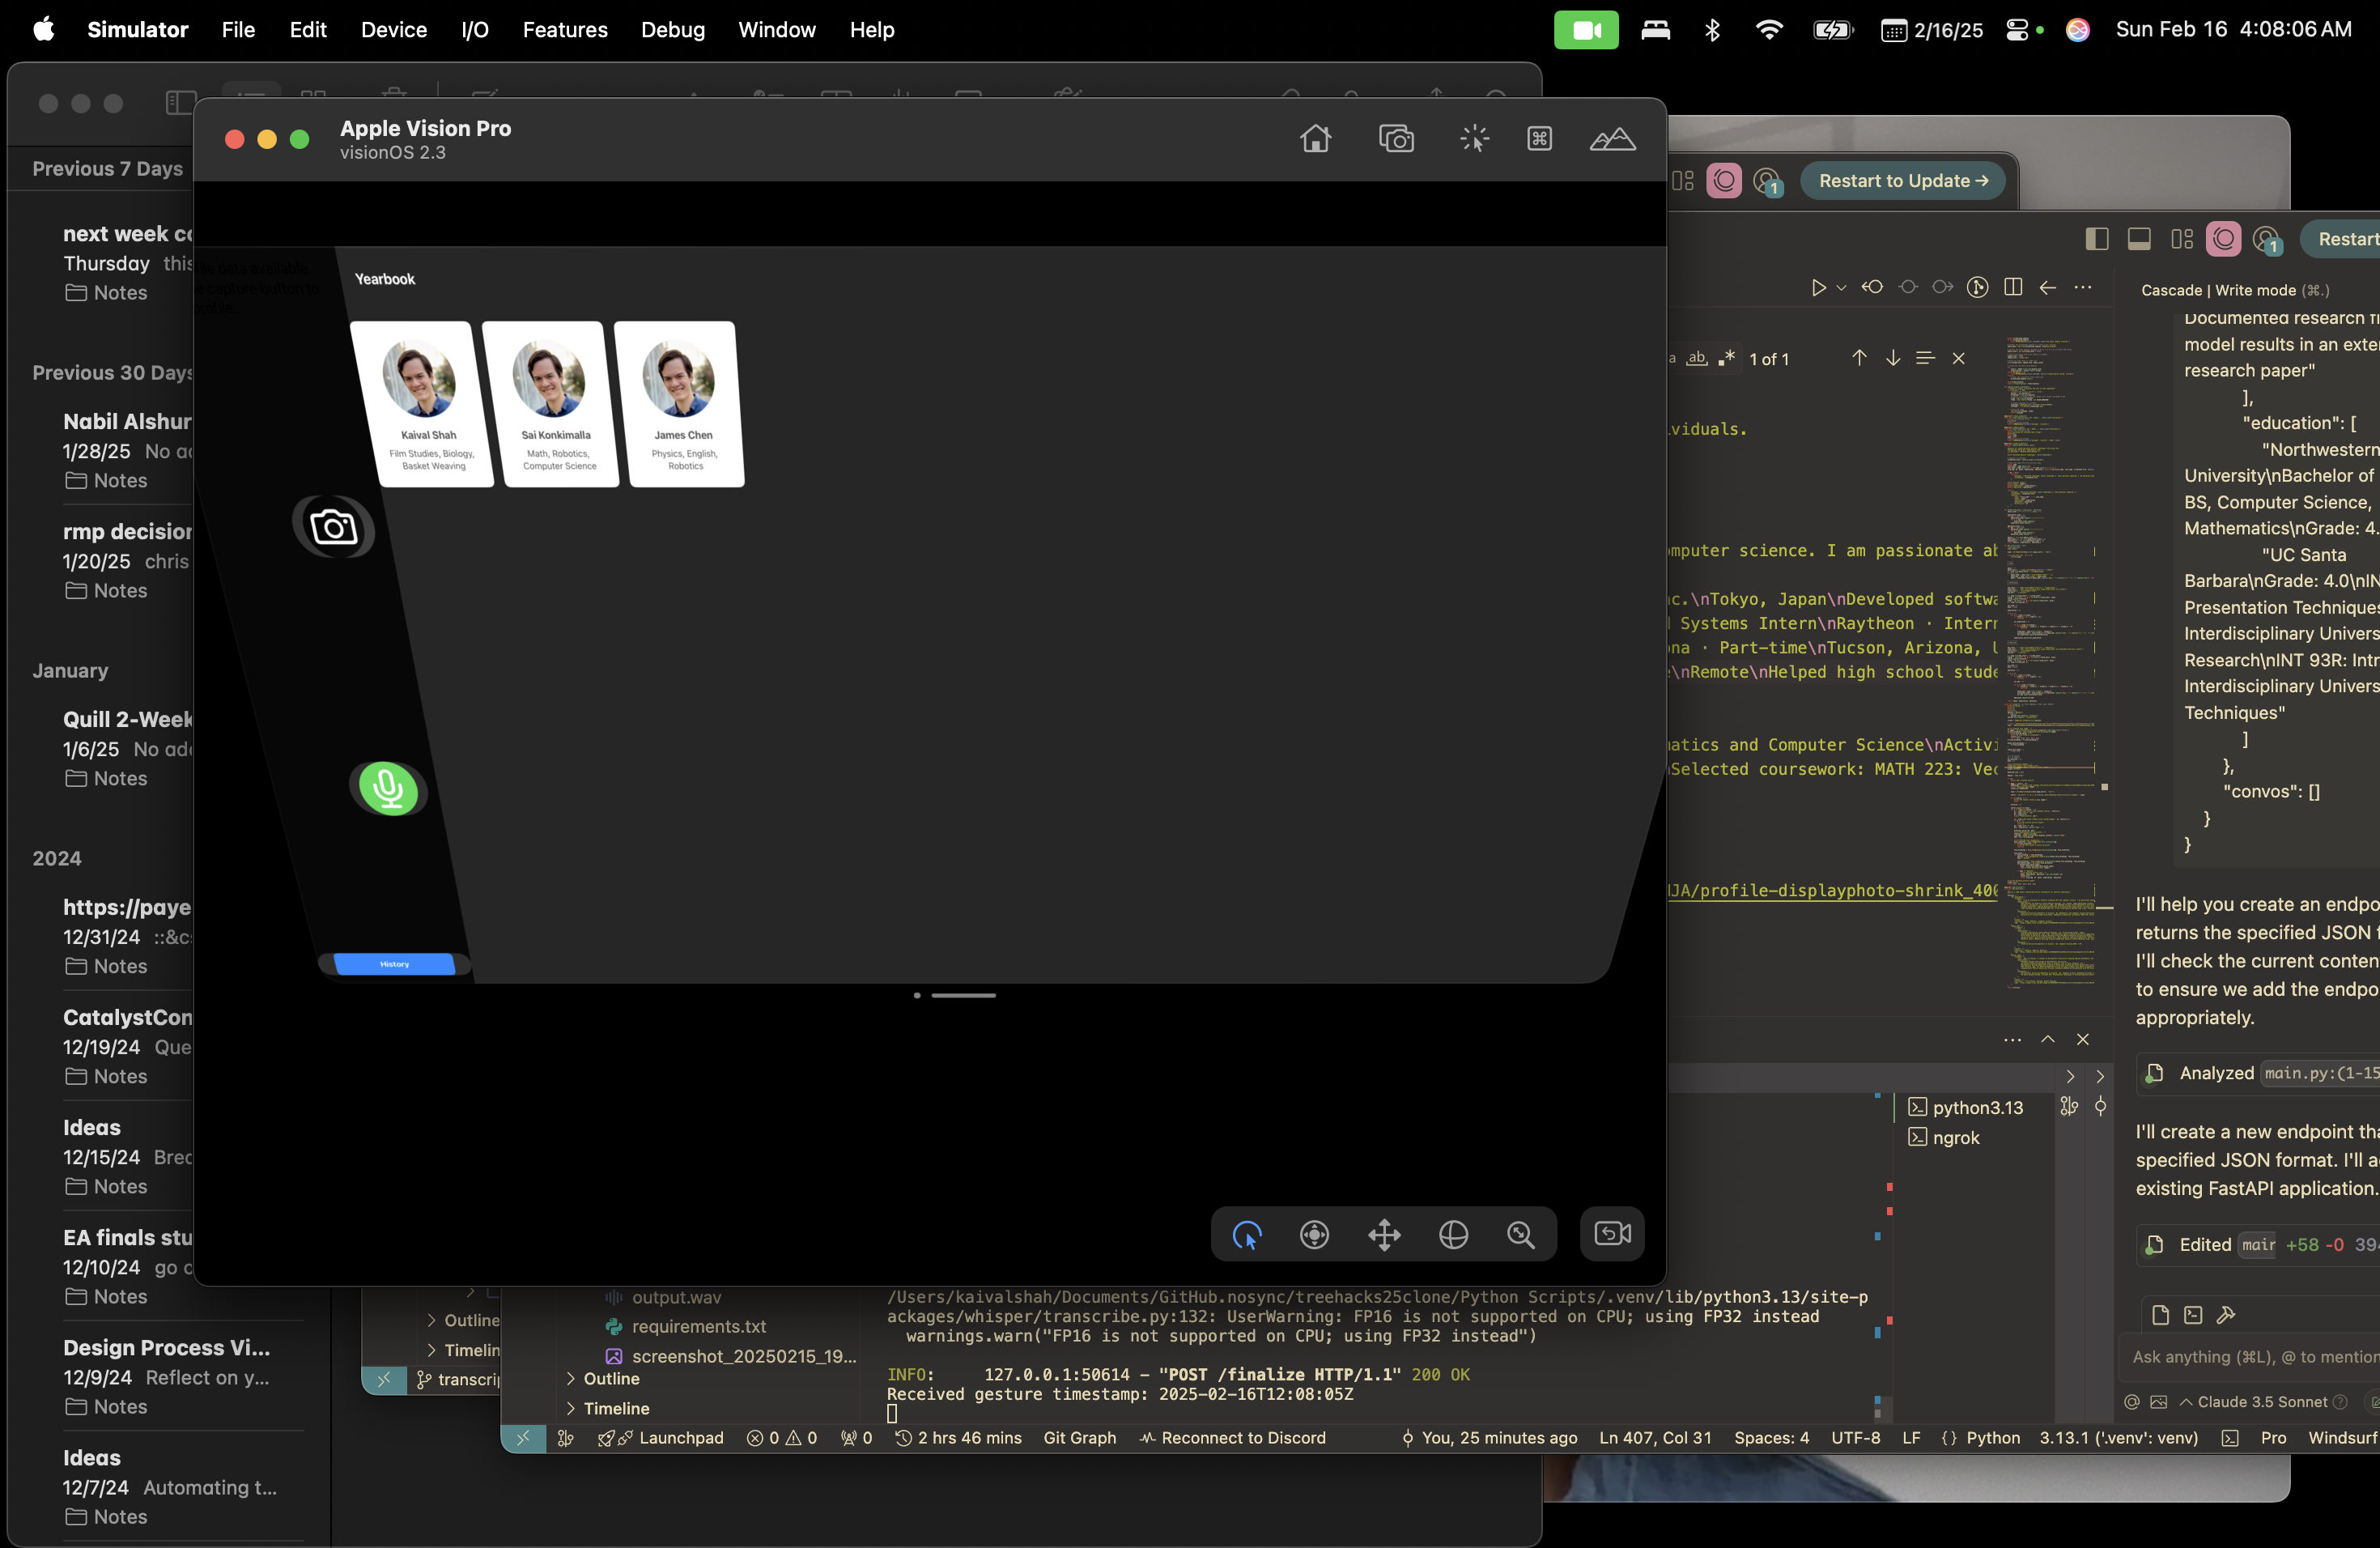 Simulator File Edit Device I/O Features Debug Window Help
2/16/25 Sun Feb 16 4:08:06 AM
Previous 7 Days
next week
Thursday this
Notes
Previous 30 Days
Nabil Alshur
1/28/25 No
Notes
rmp decision
1/20/25 chris
Notes
January
Quill 2-Week
1/6/25 No
Notes
2024
https://paye
12/31/24 ::&c
Notes
CatalystCon
12/19/24 Que
Notes
Ideas
12/15/24 Brea
Notes
EA finals stu
12/10/24 go
Notes
Design Process Vi...
12/9/24 Reflect on y...
Notes
Ideas
12/7/24 Automating t...
Notes
Apple Vision Pro
visionOS 2.3
data available.
capture button to
profile.
Yearbook
Kaival Shah
Film Studies, Biology,
Basket Weaving
Sai Konkimalla
Math, Robotics,
Computer Science
James Chen
Physics, English,
Robotics
History
1 Restart to Update →
1 Restart
1 of 1
viduals.
mputer science. I am passionate ab
nc.\nTokyo, Japan\nDeveloped softwa
Systems Intern\nRaytheon · Intern
na · Part-time\nTucson, Arizona, U
\nRemote\nHelped high school stude
matics and Computer Science\nActivi
Selected coursework: MATH 223: Vec
JA/profile-displayphoto-shrink_400
python3.13
ngrok
Cascade | Write mode (⌘.)
Documented research fi
model results in an exte
research paper"
],
"education": [
"Northwestern
University\nBachelor of
BS, Computer Science,
Mathematics\nGrade: 4.
"UC Santa
Barbara\nGrade: 4.0\nIN
Presentation Techniques
Interdisciplinary Univers
Research\nINT 93R: Intr
Interdisciplinary Univers
Techniques"
]
},
"convos": []
}
}
I'll help you create an endpo
returns the specified JSON f
I'll check the current conten
to ensure we add the endpo
appropriately.
Analyzed main.py:(1-15
I'll create a new endpoint tha
specified JSON format. I'll a
existing FastAPI application.
Edited main +58 -0 394
Ask anything (⌘L), @ to mention
Claude 3.5 Sonnet
Outline
Timelin
transcrip
output.wav
requirements.txt
screenshot_20250215_19...
Outline
Timeline
/Users/kaivalshah/Documents/GitHub.nosync/treehacks25clone/Python Scripts/.venv/lib/python3.13/site-p
ackages/whisper/transcribe.py:132: UserWarning: FP16 is not supported on CPU; using FP32 instead
warnings.warn("FP16 is not supported on CPU; using FP32 instead")
INFO: 127.0.0.1:50614 - "POST /finalize HTTP/1.1" 200 OK
Received gesture timestamp: 2025-02-16T12:08:05Z
Launchpad 0 0 0 2 hrs 46 mins Git Graph Reconnect to Discord You, 25 minutes ago Ln 407, Col 31 Spaces: 4 UTF-8 LF {} Python 3.13.1 ('.venv': venv) Pro Windsurf